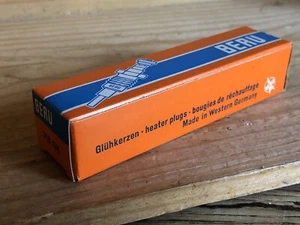 BERU
BERU
Glühkerzen · heater plugs · bougies de réchauffage
Made in Western Germany